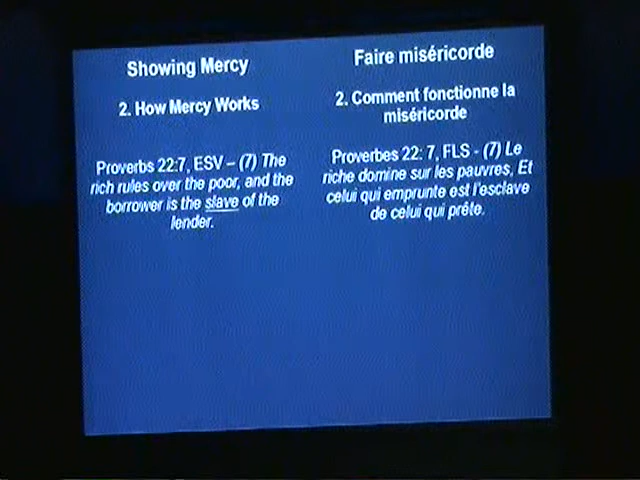 Showing Mercy
2. How Mercy Works
Proverbs 22:7, ESV – (7) The
rich rules over the poor, and the
borrower is the slave of the
lender.
Faire miséricorde
2. Comment fonctionne la
miséricorde
Proverbes 22: 7, FLS - (7) Le
riche domine sur les pauvres, Et
celui qui emprunte est l'esclave
de celui qui prête.